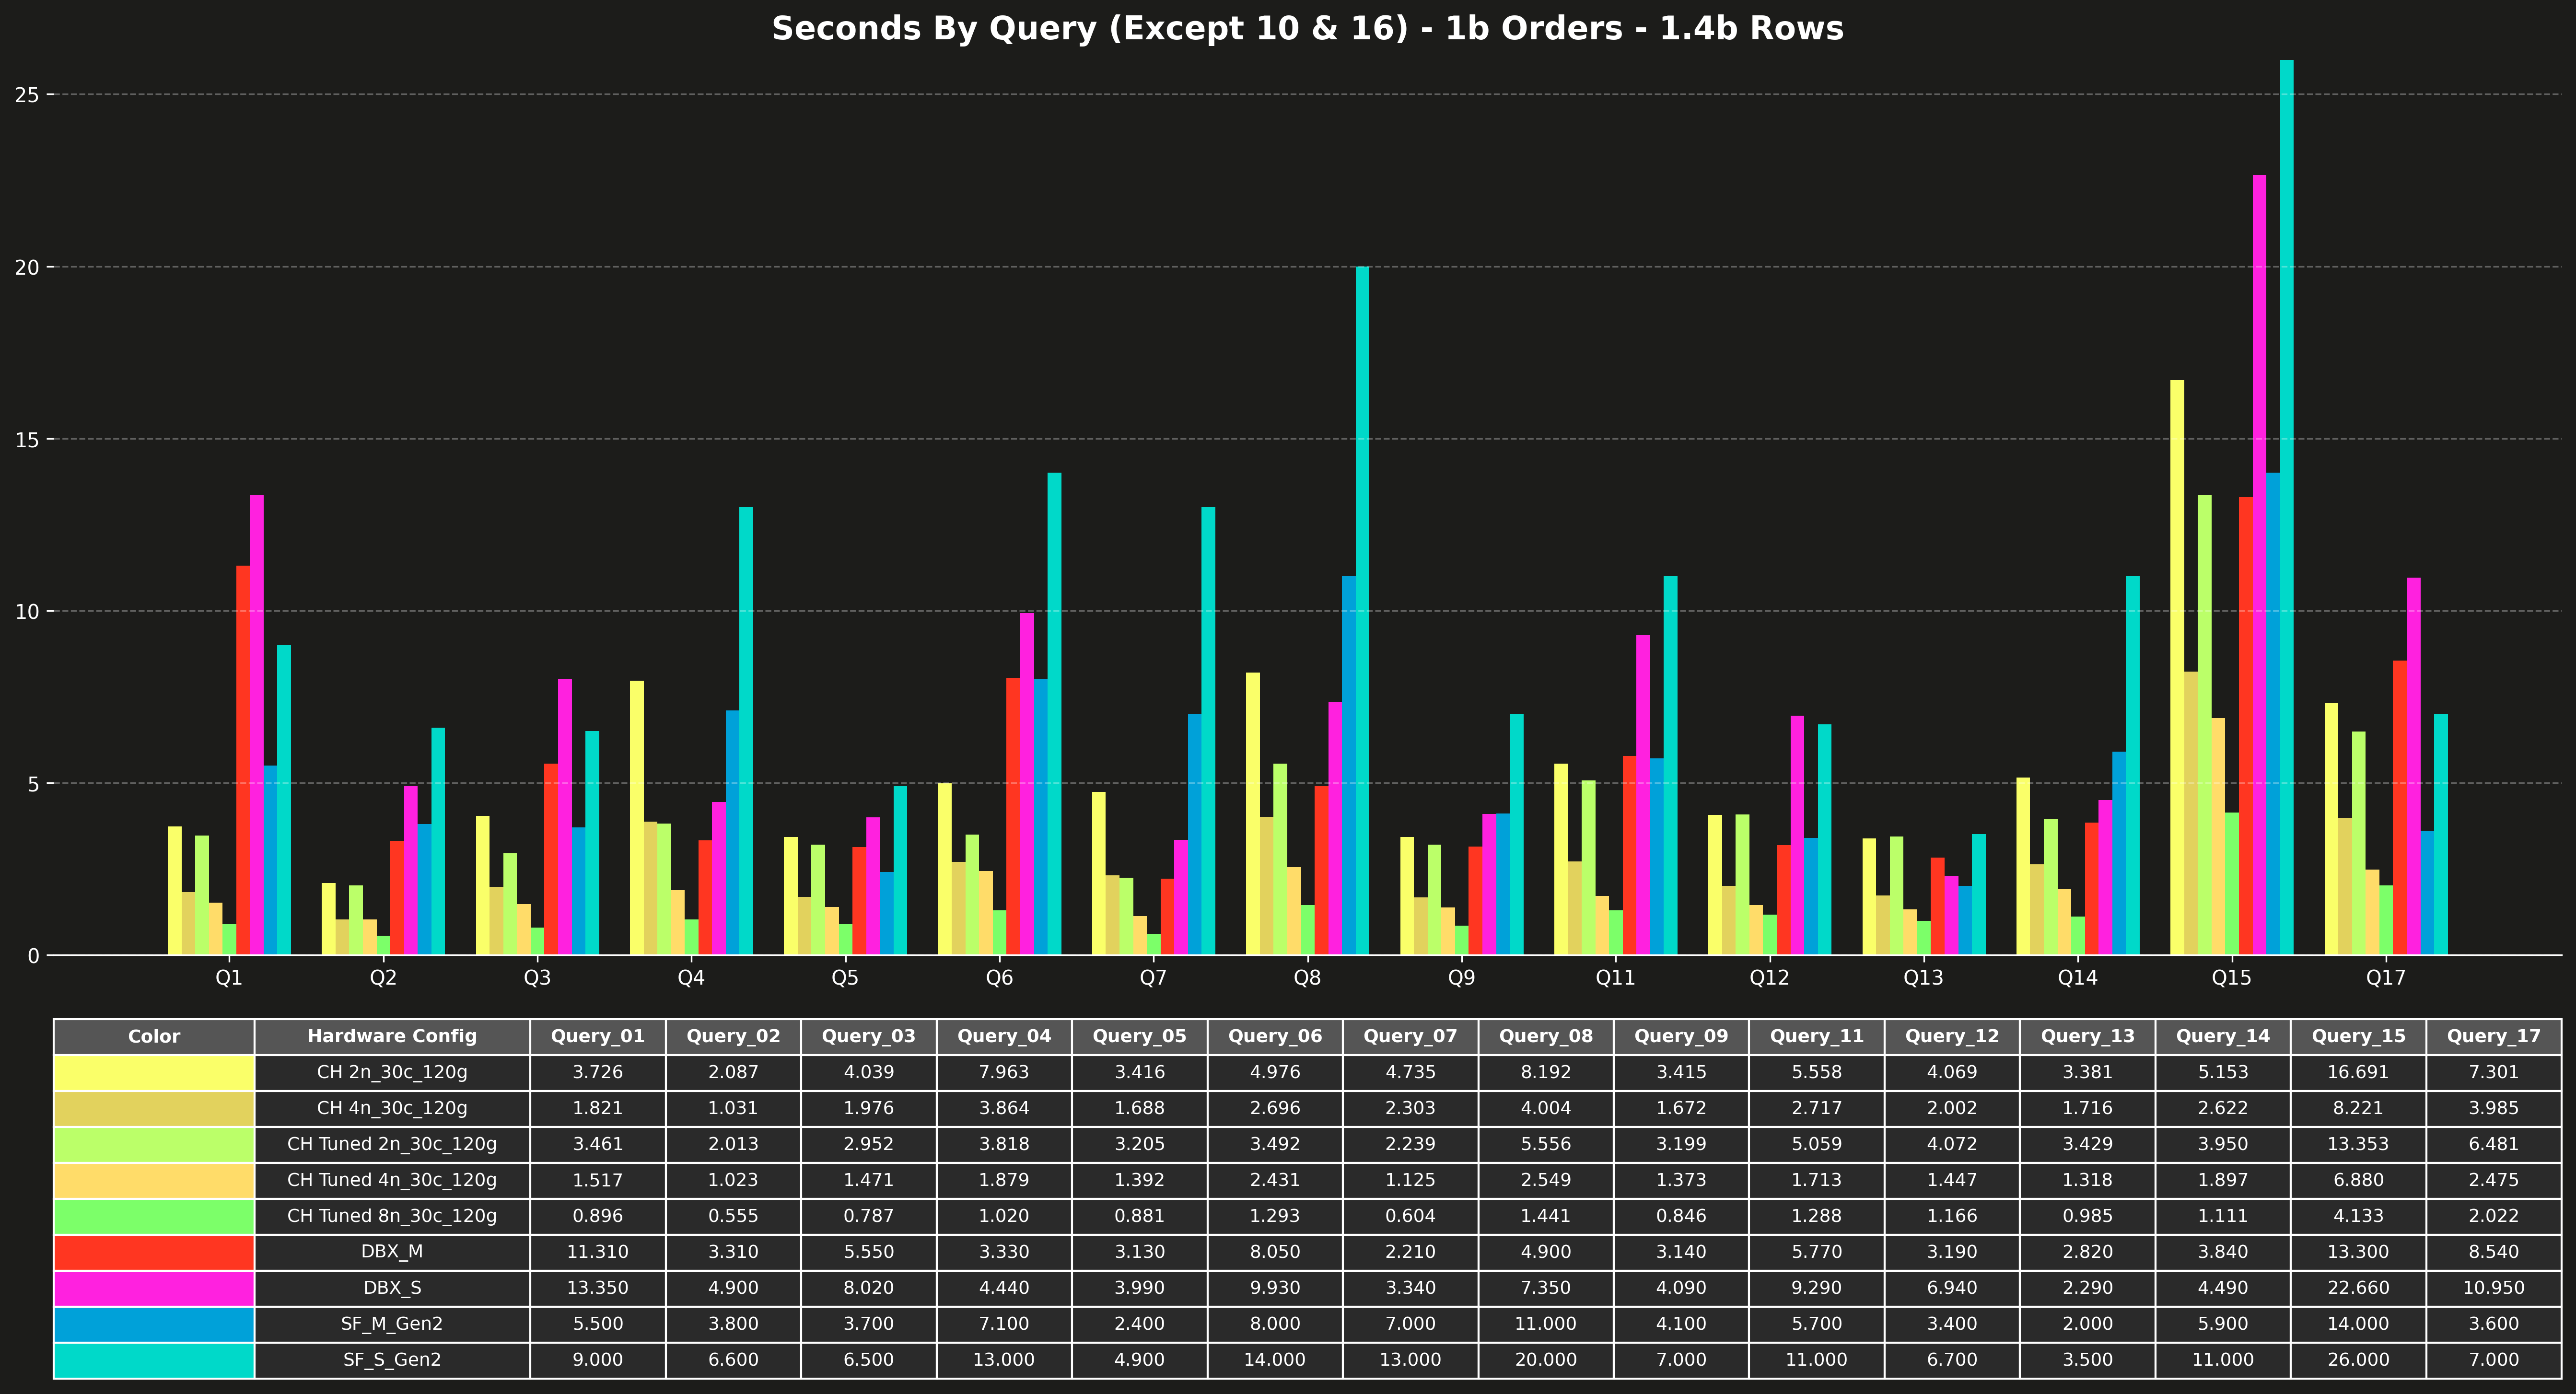 Seconds By Query (Except 10 & 16) - 1b Orders - 1.4b Rows
25
20
15
10
5
0
Q1 Q2 Q3 Q4 Q5 Q6 Q7 Q8 Q9 Q11 Q12 Q13 Q14 Q15 Q17
Color Hardware Config Query_01 Query_02 Query_03 Query_04 Query_05 Query_06 Query_07 Query_08 Query_09 Query_11 Query_12 Query_13 Query_14 Query_15 Query_17
CH 2n_30c_120g 3.726 2.087 4.039 7.963 3.416 4.976 4.735 8.192 3.415 5.558 4.069 3.381 5.153 16.691 7.301
CH 4n_30c_120g 1.821 1.031 1.976 3.864 1.688 2.696 2.303 4.004 1.672 2.717 2.002 1.716 2.622 8.221 3.985
CH Tuned 2n_30c_120g 3.461 2.013 2.952 3.818 3.205 3.492 2.239 5.556 3.199 5.059 4.072 3.429 3.950 13.353 6.481
CH Tuned 4n_30c_120g 1.517 1.023 1.471 1.879 1.392 2.431 1.125 2.549 1.373 1.713 1.447 1.318 1.897 6.880 2.475
CH Tuned 8n_30c_120g 0.896 0.555 0.787 1.020 0.881 1.293 0.604 1.441 0.846 1.288 1.166 0.985 1.111 4.133 2.022
DBX_M 11.310 3.310 5.550 3.330 3.130 8.050 2.210 4.900 3.140 5.770 3.190 2.820 3.840 13.300 8.540
DBX_S 13.350 4.900 8.020 4.440 3.990 9.930 3.340 7.350 4.090 9.290 6.940 2.290 4.490 22.660 10.950
SF_M_Gen2 5.500 3.800 3.700 7.100 2.400 8.000 7.000 11.000 4.100 5.700 3.400 2.000 5.900 14.000 3.600
SF_S_Gen2 9.000 6.600 6.500 13.000 4.900 14.000 13.000 20.000 7.000 11.000 6.700 3.500 11.000 26.000 7.000